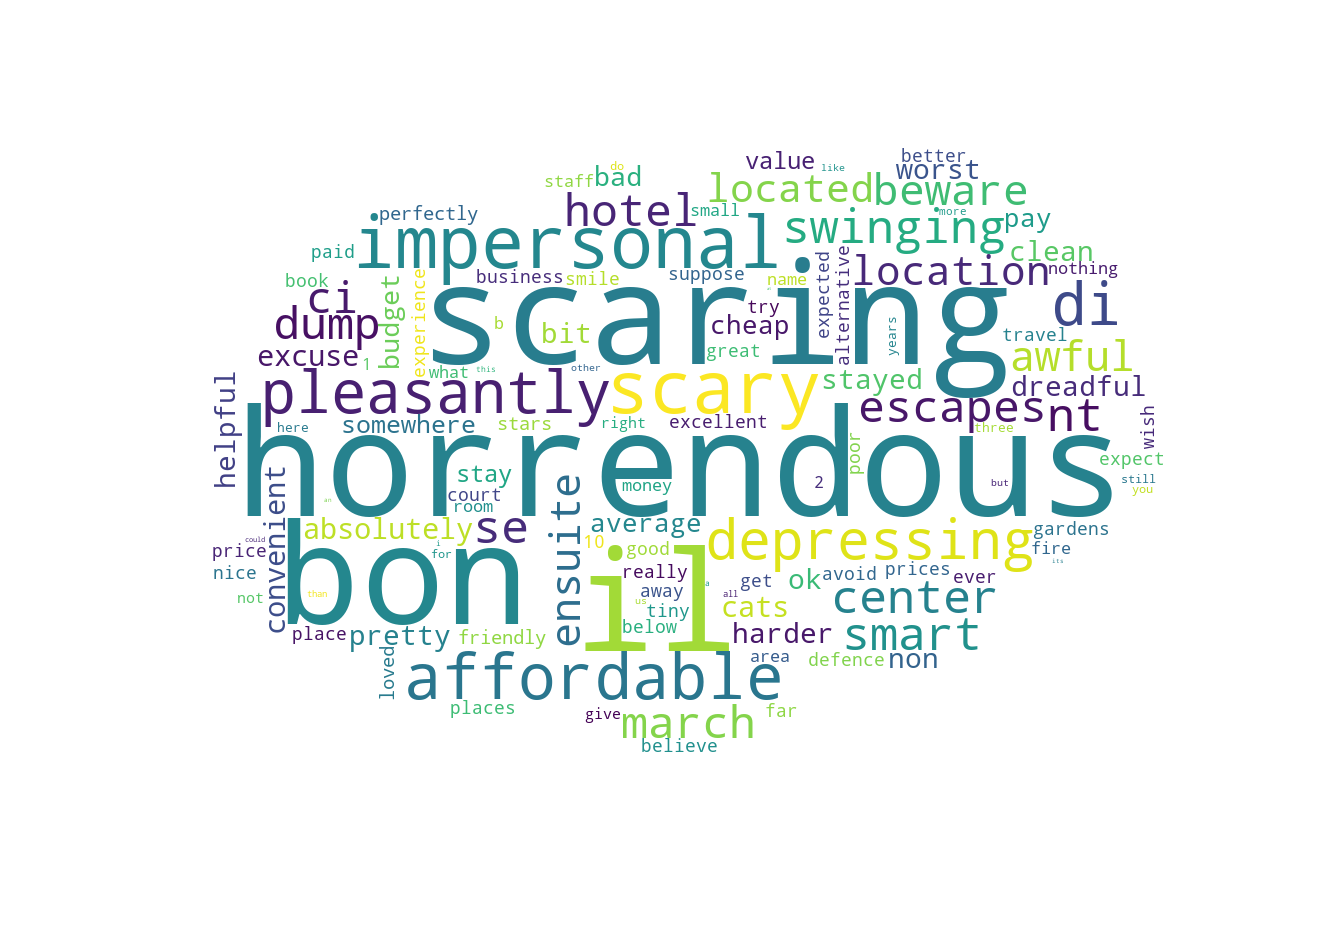 better
value
like
worst
do
staff
bad
located
beware
hotel
small
more
perfectly
swinging
pay
impersonal
paid
clean
expected
alternative
location
nothing
book
business
smile
suppose
name
ci
budget
experience
scaring
di
try
dump
b
bit
cheap
years
travel
excuse
1
great
awful
what
this
other
stayed
dreadful
pleasantly
scary
escapes
nt
helpful
somewhere
stars
right
excellent
three
wish
here
horrendous
poor
expect
stay
money
2
but
still
court
you
room
an
convenient
absolutely
se
ensuite
average
depressing
gardens
could
price
i
for
10
good
fire
its
bon
il
really
nice
a
get
ok
avoid
prices
ever
than
away
all
not
us
tiny
cats
center
place
pretty
friendly
below
harder
smart
loved
affordable
area
defence
non
places
give
march
far
believe